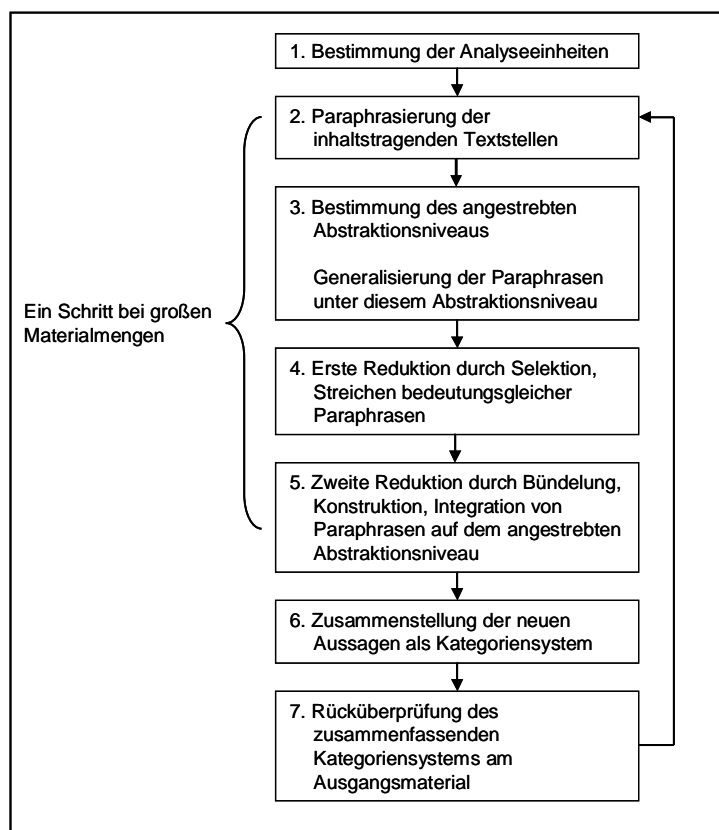 1. Bestimmung der Analyseeinheiten
2. Paraphrasierung der
inhaltstragenden Textstellen
3. Bestimmung des angestrebten
Abstraktionsniveaus
Generalisierung der Paraphrasen
unter diesem Abstraktionsniveau
Ein Schritt bei großen
Materialmengen
4. Erste Reduktion durch Selektion,
Streichen bedeutungsgleicher
Paraphrasen
5. Zweite Reduktion durch Bündelung,
Konstruktion, Integration von
Paraphrasen auf dem angestrebten
Abstraktionsniveau
6. Zusammenstellung der neuen
Aussagen als Kategoriensystem
7. Rücküberprüfung des
zusammenfassenden
Kategoriensystems am
Ausgangsmaterial